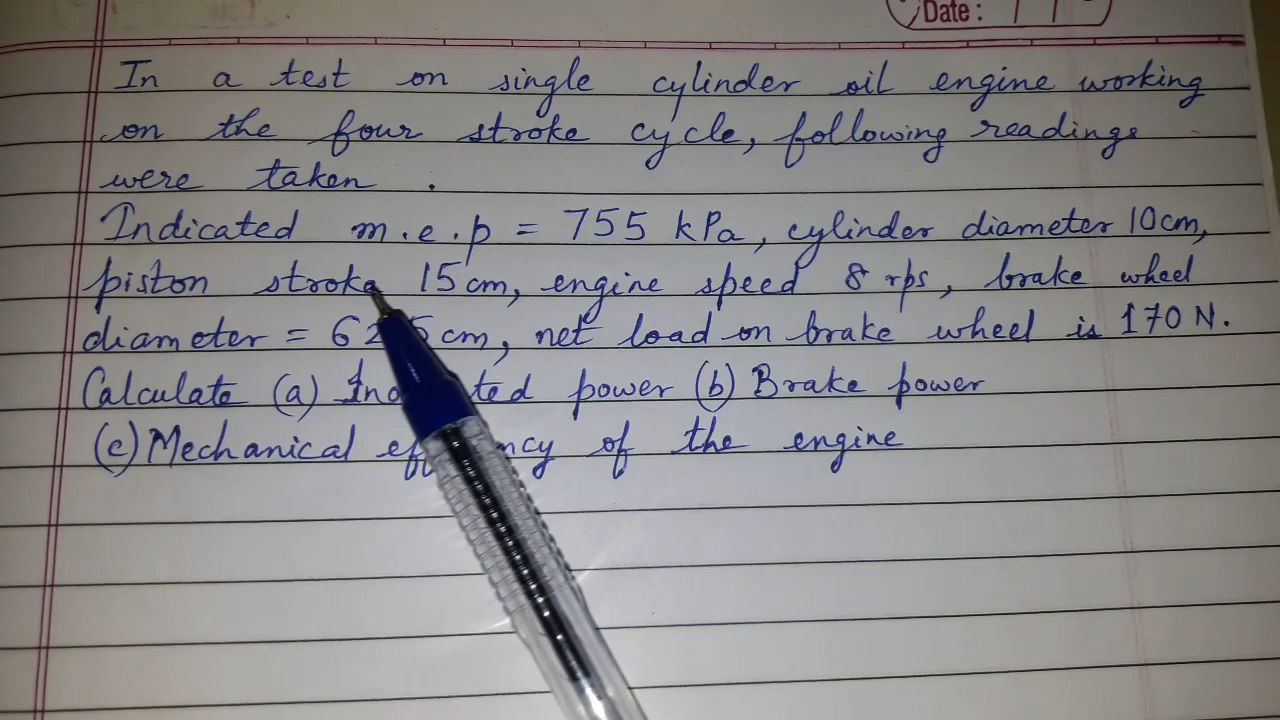 Date :
In a test on single cylinder oil engine working
on the four stroke cycle, following readings
were taken .
Indicated m.e.p = 755 kPa, cylinder diameter 10cm,
piston stroke 15cm, engine speed 8 rps, brake wheel
diameter = cm, net load on brake wheel is 170 N.
Calculate (a) power (b) Brake power
(c) Mechanical of the engine